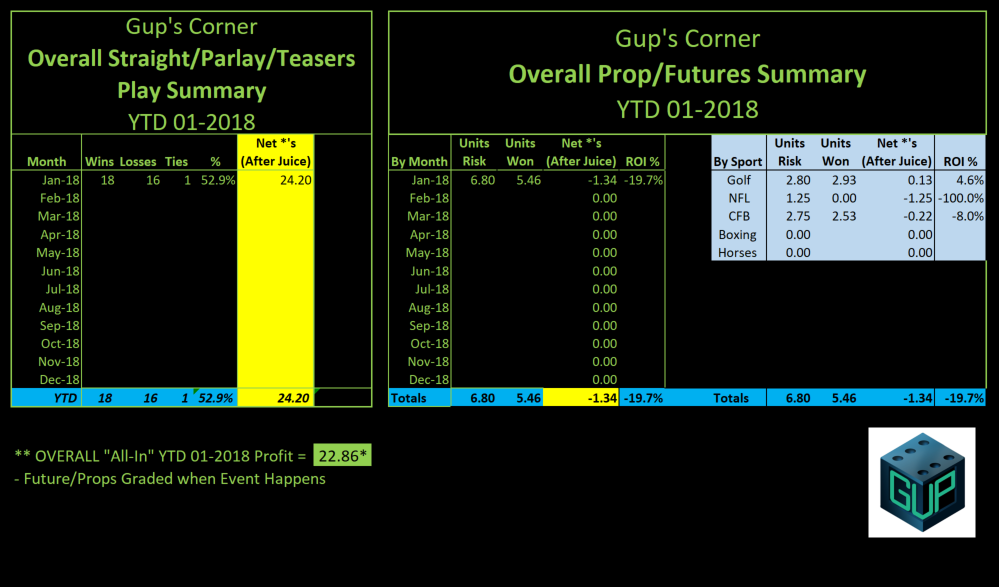 Gup's Corner
Overall Straight/Parlay/Teasers
Play Summary
YTD 01-2018
Net *'s
Month Wins Losses Ties % (After Juice)
Jan-18 18 16 1 52.9% 24.20
Feb-18
Mar-18
Apr-18
May-18
Jun-18
Jul-18
Aug-18
Sep-18
Oct-18
Nov-18
Dec-18
YTD 18 16 1 52.9% 24.20
Gup's Corner
Overall Prop/Futures Summary
YTD 01-2018
Units Units Net *'s
By Month Risk Won (After Juice) ROI %
Jan-18 6.80 5.46 -1.34 -19.7%
Feb-18 0.00
Mar-18 0.00
Apr-18 0.00
May-18 0.00
Jun-18 0.00
Jul-18 0.00
Aug-18 0.00
Sep-18 0.00
Oct-18 0.00
Nov-18 0.00
Dec-18 0.00
Totals 6.80 5.46 -1.34 -19.7%
Units Units Net *'s
By Sport Risk Won (After Juice) ROI %
Golf 2.80 2.93 0.13 4.6%
NFL 1.25 0.00 -1.25 -100.0%
CFB 2.75 2.53 -0.22 -8.0%
Boxing 0.00 0.00
Horses 0.00 0.00
Totals 6.80 5.46 -1.34 -19.7%
** OVERALL "All-In" YTD 01-2018 Profit = 22.86*
- Future/Props Graded when Event Happens
GUP